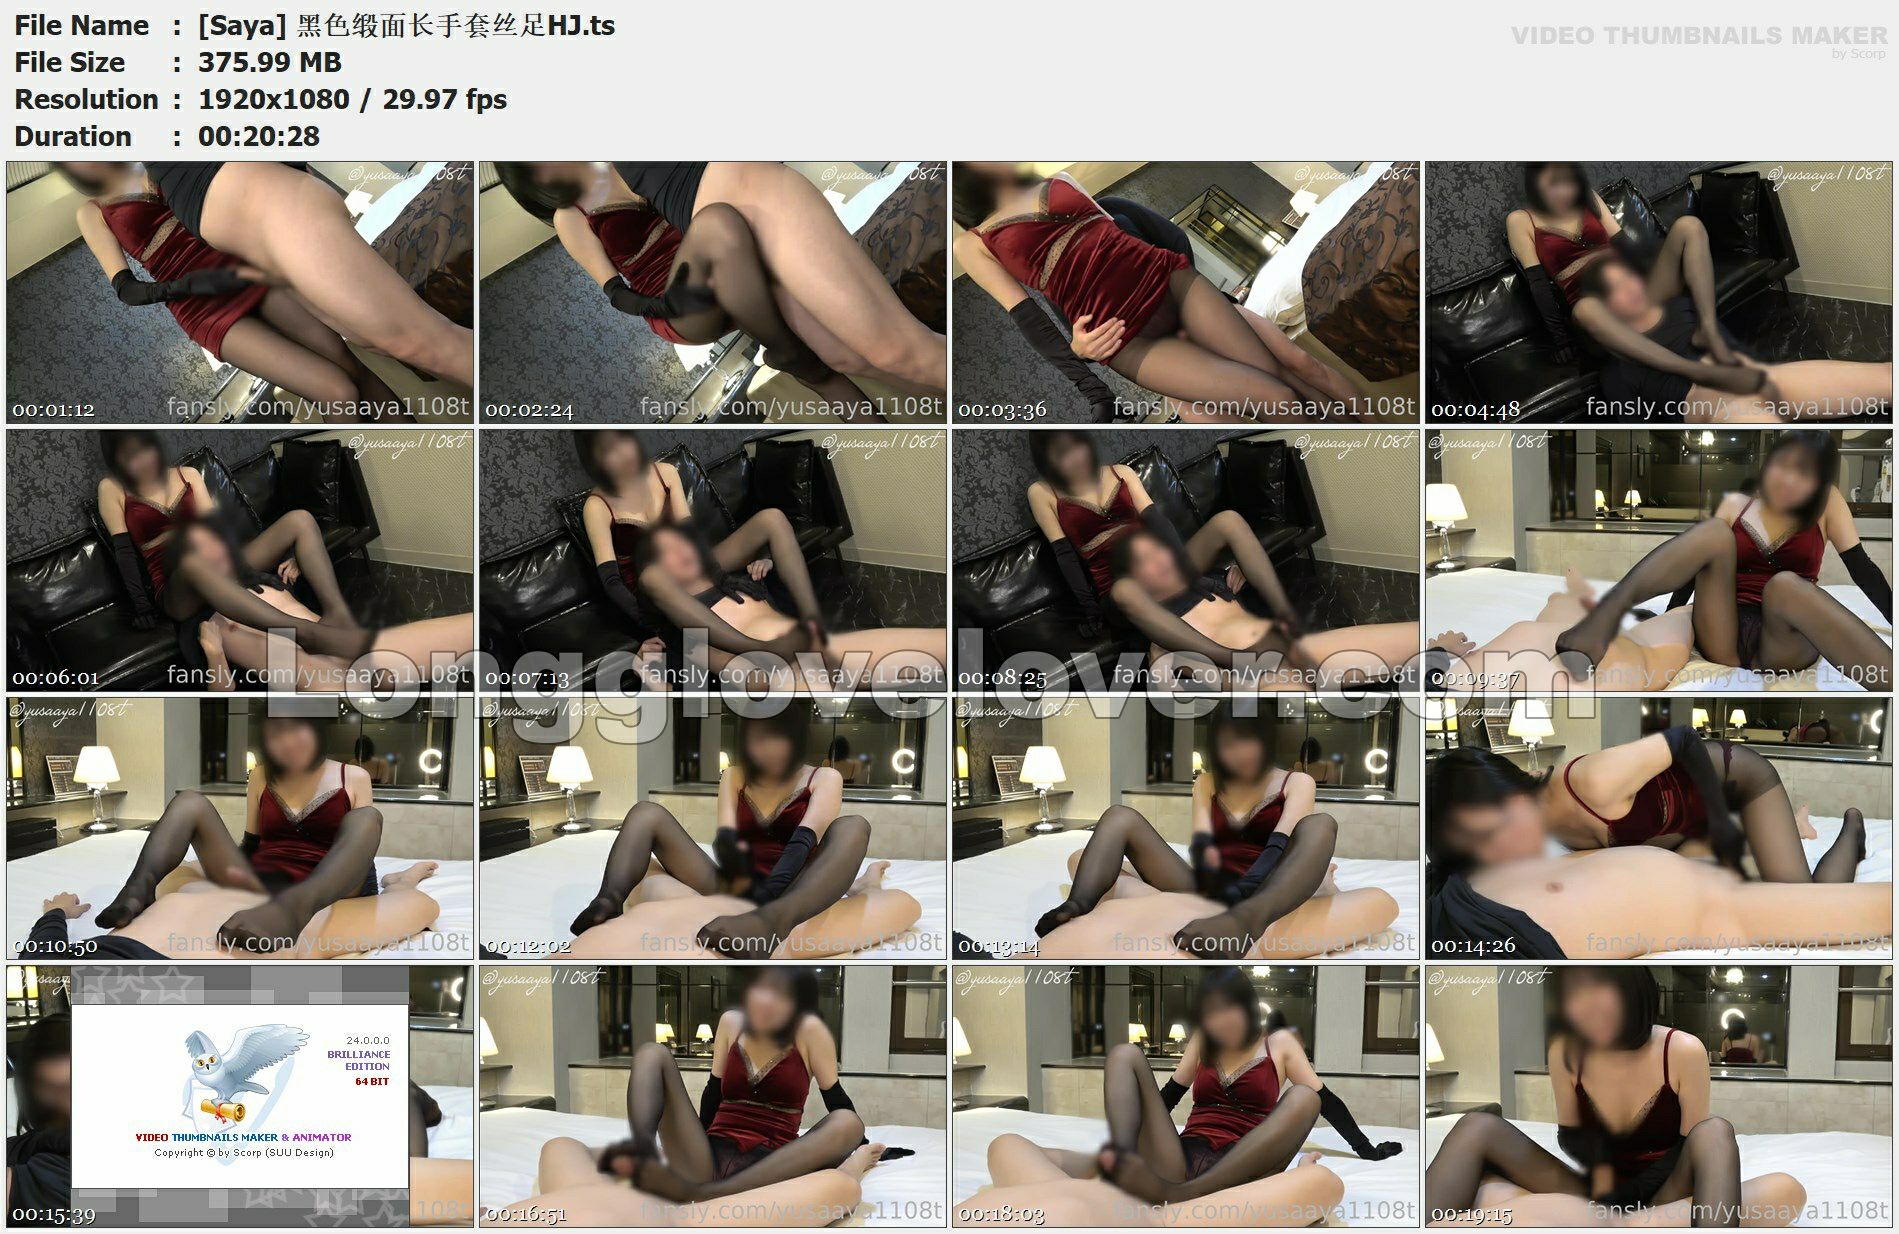 File Name : [Saya] 黑色缎面长手套丝足HJ.ts
File Size : 375.99 MB
Resolution : 1920x1080 / 29.97 fps
Duration : 00:20:28
VIDEO THUMBNAILS MAKER
by Scorp
@yusaaya1108t @yusaaya1108t @yusaaya1108t @yusaaya1108t
00:01:12 fansly.com/yusaaya1108t 00:02:24 fansly.com/yusaaya1108t 00:03:36 fansly.com/yusaaya1108t 00:04:48 fansly.com/yusaaya1108t
@yusaaya1108t @yusaaya1108t @yusaaya1108t @yusaaya1108t
00:06:01 fansly.com/yusaaya1108t 00:07:13 fansly.com/yusaaya1108t 00:08:25 fansly.com/yusaaya1108t 00:09:37 fansly.com/yusaaya1108t
Longglovelover.com
@yusaaya1108t @yusaaya1108t @yusaaya1108t @yusaaya1108t
00:10:50 fansly.com/yusaaya1108t 00:12:02 fansly.com/yusaaya1108t 00:13:14 fansly.com/yusaaya1108t 00:14:26 fansly.com/yusaaya1108t
@yusaay @yusaaya1108t @yusaaya1108t @yusaaya1108t
24.0.0.0
BRILLIANCE
EDITION
64 BIT
VIDEO THUMBNAILS MAKER & ANIMATOR
Copyright © by Scorp (SUU Design)
00:15:39 108t 00:16:51 fansly.com/yusaaya1108t 00:18:03 fansly.com/yusaaya1108t 00:19:15 fansly.com/yusaaya1108t